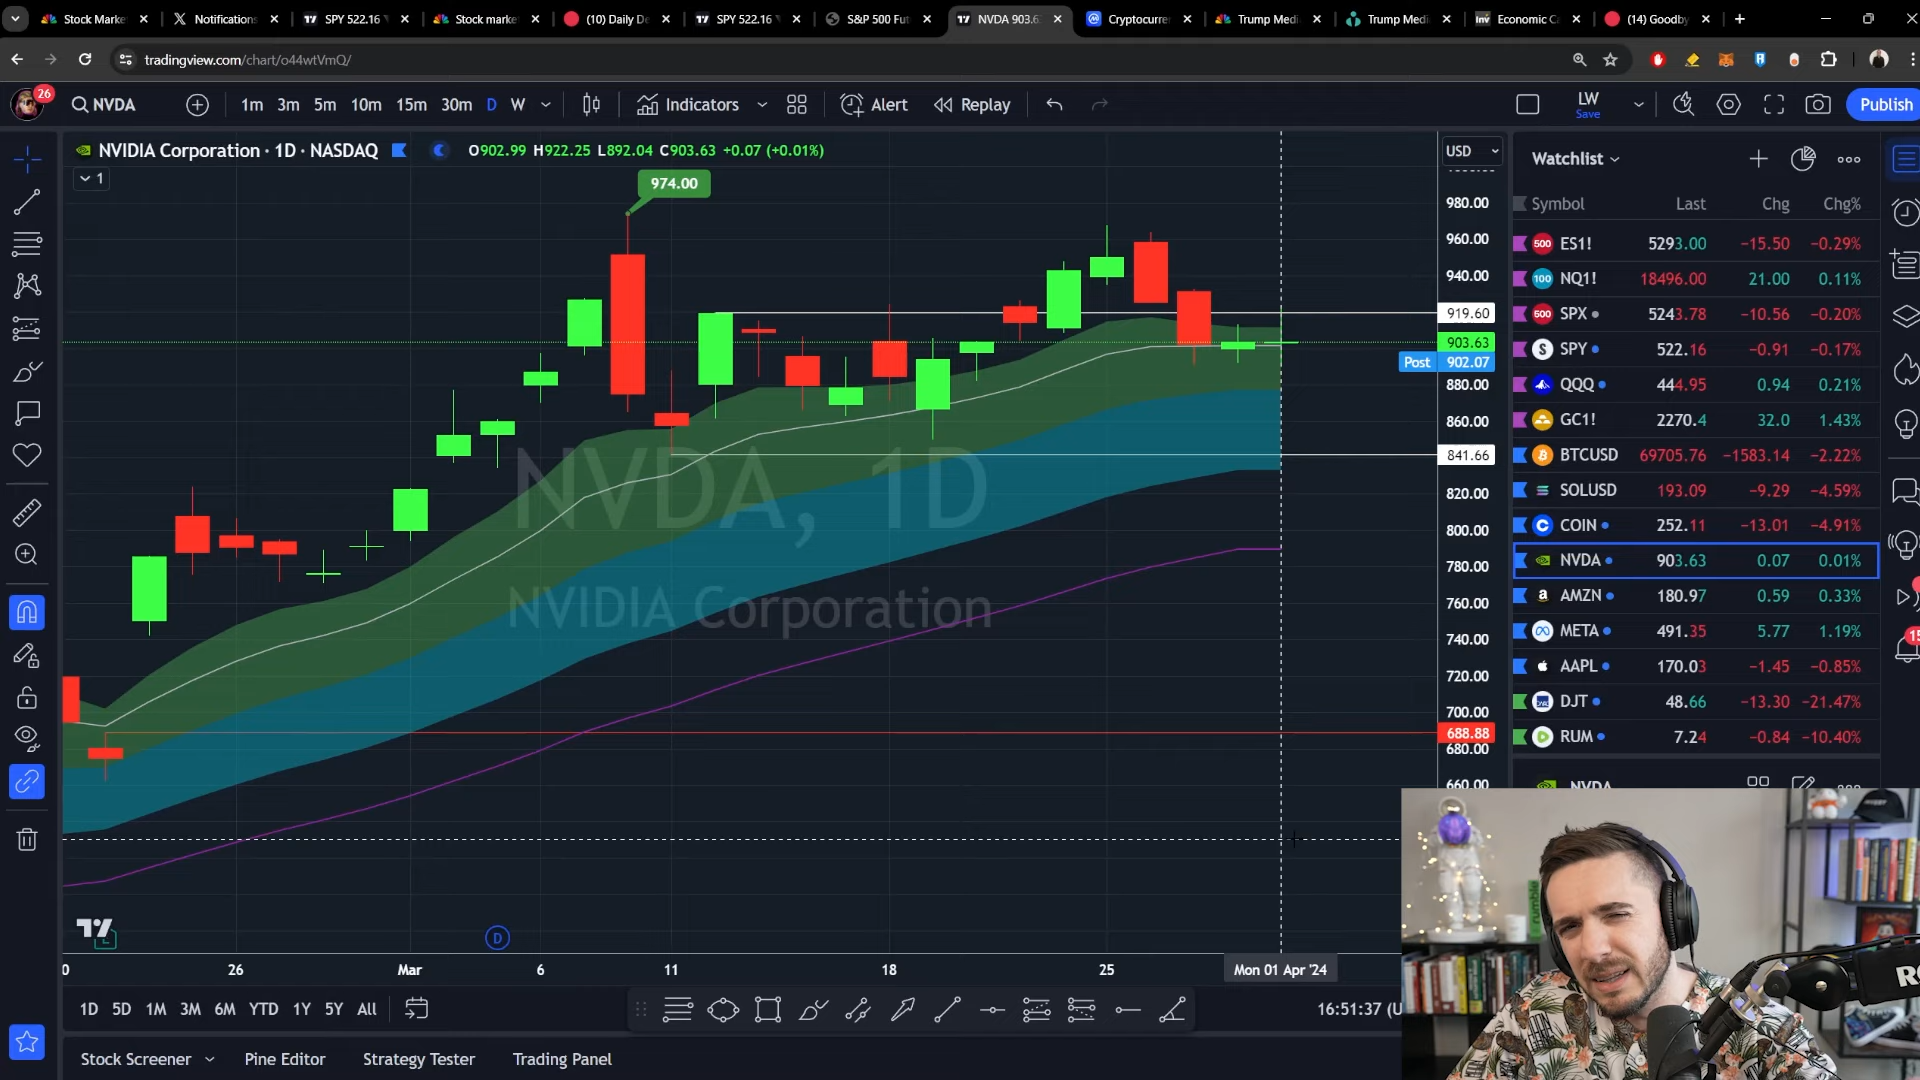 Stock Marke
Notifications
SPY 522.16
Stock marke
(10) Daily De
SPY 522.16
S&P 500 Fut
NVDA 903.6
Cryptocurre
Trump Medi
Trump Medi
Economic Ca
(14) Goodby
tradingview.com/chart/o44wtVmQ/
26
NVDA
1m 3m 5m 10m 15m 30m D W
Indicators
Alert
Replay
LW
Save
Publish
NVIDIA Corporation · 1D · NASDAQ
O902.99 H922.25 L892.04 C903.63 +0.07 (+0.01%)
1
USD
974.00
NVDA, 1D
NVIDIA Corporation
980.00
960.00
940.00
919.60
903.63
Post 902.07
880.00
860.00
841.66
820.00
800.00
780.00
760.00
740.00
720.00
700.00
688.88
680.00
660.00
Watchlist
Symbol Last Chg Chg%
500 ES1! 5293.00 −15.50 −0.29%
100 NQ1! 18496.00 21.00 0.11%
500 SPX 5243.78 −10.56 −0.20%
S SPY 522.16 −0.91 −0.17%
QQQ 444.95 0.94 0.21%
GC1! 2270.4 32.0 1.43%
BTCUSD 69705.76 −1583.14 −2.22%
SOLUSD 193.09 −9.29 −4.59%
COIN 252.11 −13.01 −4.91%
NVDA 903.63 0.07 0.01%
AMZN 180.97 0.59 0.33%
META 491.35 5.77 1.19%
AAPL 170.03 −1.45 −0.85%
DJT 48.66 −13.30 −21.47%
RUM 7.24 −0.84 −10.40%
NVDA
15
D
26 Mar 6 11 18 25 Mon 01 Apr '24
1D 5D 1M 3M 6M YTD 1Y 5Y All
16:51:37 (U
Stock Screener
Pine Editor
Strategy Tester
Trading Panel
rumble